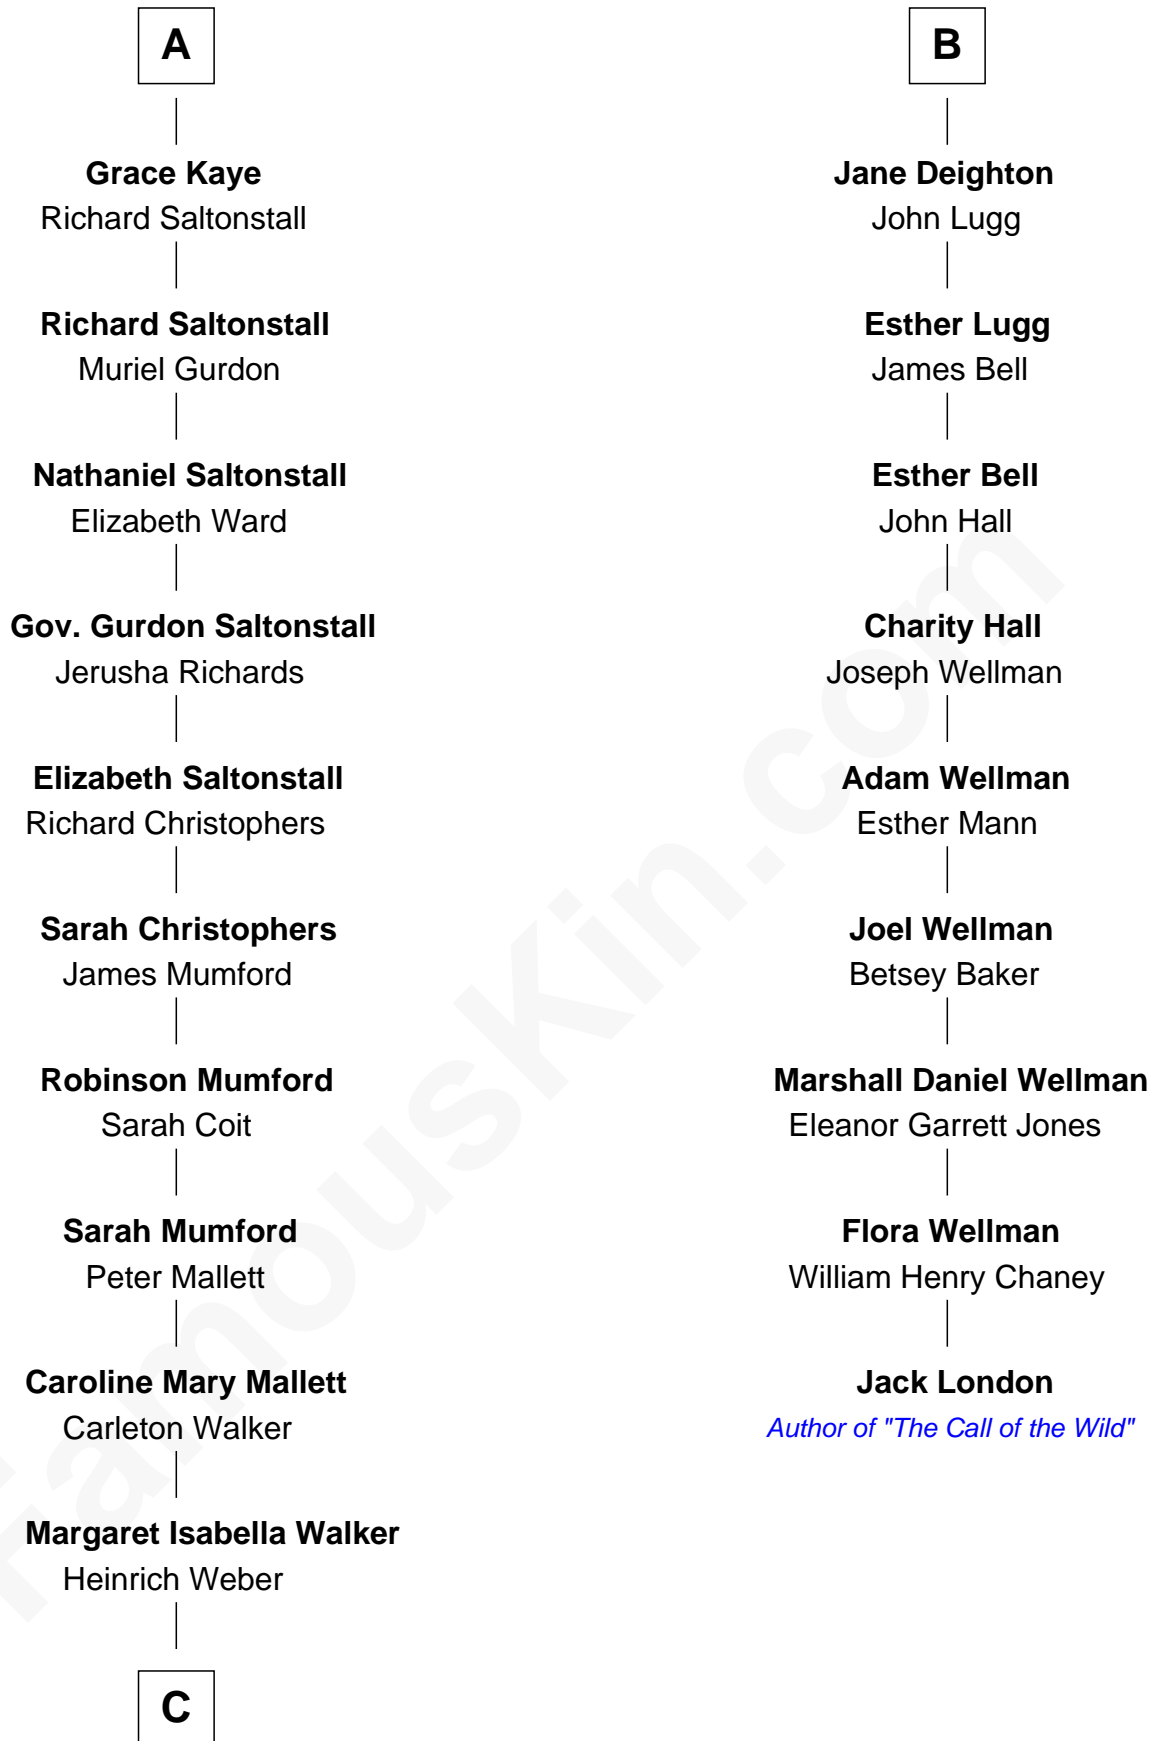 A
Grace Kaye
Richard Saltonstall
Richard Saltonstall
Muriel Gurdon
Nathaniel Saltonstall
Elizabeth Ward
Gov. Gurdon Saltonstall
Jerusha Richards
Elizabeth Saltonstall
Richard Christophers
Sarah Christophers
James Mumford
Robinson Mumford
Sarah Coit
Sarah Mumford
Peter Mallett
Caroline Mary Mallett
Carleton Walker
Margaret Isabella Walker
Heinrich Weber
C
B
Jane Deighton
John Lugg
Esther Lugg
James Bell
Esther Bell
John Hall
Charity Hall
Joseph Wellman
Adam Wellman
Esther Mann
Joel Wellman
Betsey Baker
Marshall Daniel Wellman
Eleanor Garrett Jones
Flora Wellman
William Henry Chaney
Jack London
Author of "The Call of the Wild"
FamousKin.com